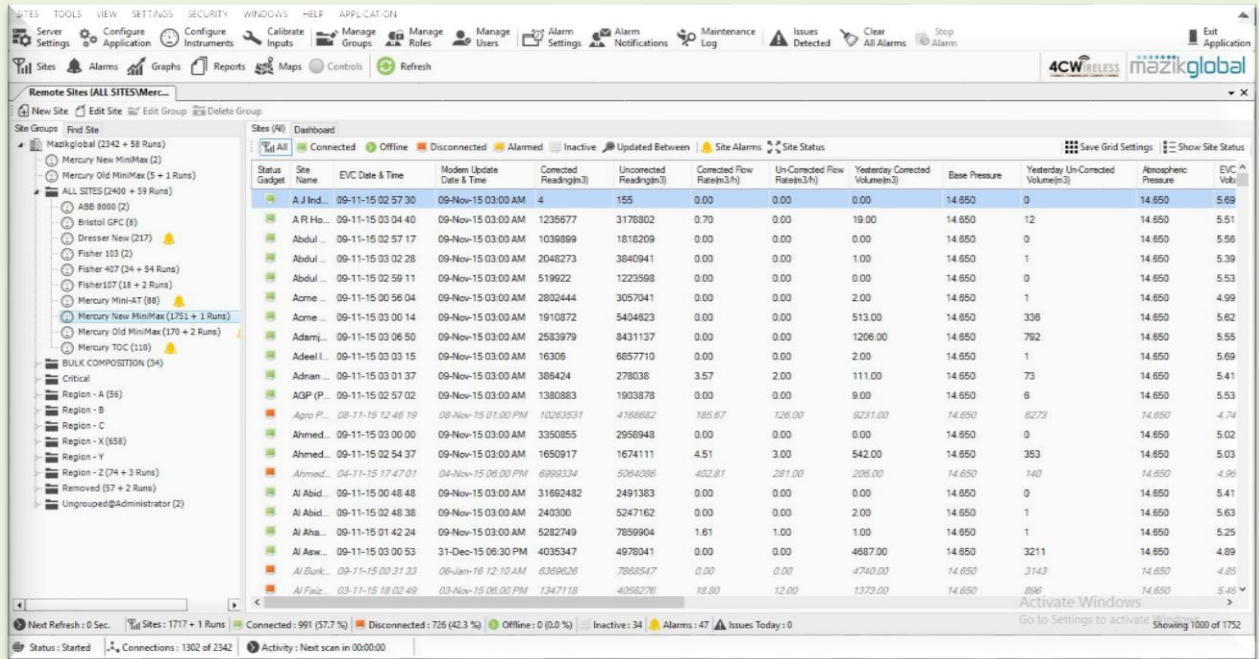 SITES TOOLS VIEW SETTINGS SECURITY WINDOWS HELP APPLICATION
Server Settings Configure Application Configure Instruments Calibrate Inputs Manage Groups Manage Roles Manage Users Alarm Settings Alarm Notifications Maintenance Log Issues Detected Clear All Alarms Stop Alarm Exit Application
Sites Alarms Graphs Reports Maps Controls Refresh 4CWIRELESS mazikglobal
Remote Sites (ALL SITES\Merc...
New Site Edit Site Edit Group Delete Group
Site Groups Find Site
Mazikglobal (2342 + 58 Runs)
Mercury New MiniMax (2)
Mercury Old MiniMax (5 + 1 Runs)
ALL SITES (2400 + 59 Runs)
ABB 8000 (2)
Bristol GFC (8)
Dresser New (217)
Fisher 103 (2)
Fisher 407 (34 + 54 Runs)
Fisher107 (18 + 2 Runs)
Mercury Mini-AT (88)
Mercury New MiniMax (1751 + 1 Runs)
Mercury Old MiniMax (170 + 2 Runs)
Mercury TOC (110)
BULK COMPOSITION (34)
Critical
Region - A (56)
Region - B
Region - C
Region - X (658)
Region - Y
Region - Z (74 + 3 Runs)
Removed (57 + 2 Runs)
Ungrouped@Administrator (2)
Sites (All) Dashboard
All Connected Offline Disconnected Alarmed Inactive Updated Between Site Alarms Site Status Save Grid Settings Show Site Status
Status Gadget Site Name EVC Date & Time Modem Update Date & Time Corrected Reading(m3) Uncorrected Reading(m3) Corrected Flow Rate(m3/h) Un-Corrected Flow Rate(m3/h) Yesterday Corrected Volume(m3) Base Pressure Yesterday Un-Corrected Volume(m3) Atmospheric Pressure EVC
A J Ind... 09-11-15 02 57 30 09-Nov-15 03:00 AM 4 155 0.00 0.00 0.00 14.650 0 14.650 5.69
A R Ho... 09-11-15 03 04 40 09-Nov-15 03:00 AM 1235677 3178802 0.70 0.00 19.00 14.650 12 14.650 5.51
Abdul ... 09-11-15 02 57 17 09-Nov-15 03:00 AM 1039899 1818209 0.00 0.00 0.00 14.650 0 14.650 5.56
Abdul ... 09-11-15 03 02 28 09-Nov-15 03:00 AM 2048273 3840941 0.00 0.00 1.00 14.650 1 14.650 5.39
Abdul ... 09-11-15 02 59 11 09-Nov-15 03:00 AM 519922 1223598 0.00 0.00 0.00 14.650 0 14.650 5.53
Acme ... 09-11-15 00 56 04 09-Nov-15 03:00 AM 2802444 3057041 0.00 0.00 2.00 14.650 1 14.650 4.99
Acme ... 09-11-15 03 00 14 09-Nov-15 03:00 AM 1910872 5404623 0.00 0.00 513.00 14.650 336 14.650 5.62
Adamj... 09-11-15 03 06 50 09-Nov-15 03:00 AM 2583979 8431137 0.00 0.00 1206.00 14.650 792 14.650 5.55
Adeel I... 09-11-15 03 03 15 09-Nov-15 03:00 AM 16306 6857710 0.00 0.00 2.00 14.650 1 14.650 5.69
Adnan ... 09-11-15 03 01 37 09-Nov-15 03:00 AM 386424 278038 3.57 2.00 111.00 14.650 73 14.650 5.41
AGP (P... 09-11-15 02 57 02 09-Nov-15 03:00 AM 1380883 1903878 0.00 0.00 9.00 14.650 6 14.650 5.53
Agro P... 08-11-15 12 46 19 08-Nov-15 01:00 PM 10263531 4168682 185.67 126.00 9231.00 14.650 6273 14.650 4.74
Ahmed... 09-11-15 03 00 00 09-Nov-15 03:00 AM 3350855 2958948 0.00 0.00 0.00 14.650 0 14.650 5.02
Ahmed... 09-11-15 02 54 37 09-Nov-15 03:00 AM 1650917 1674111 4.51 3.00 542.00 14.650 353 14.650 5.03
Ahmed... 04-11-15 17 47 01 04-Nov-15 06:00 PM 6999334 5064086 402.81 281.00 206.00 14.650 140 14.650 4.96
Al Abid... 09-11-15 00 48 48 09-Nov-15 03:00 AM 31692482 2491383 0.00 0.00 0.00 14.650 0 14.650 5.41
Al Abid... 09-11-15 02 48 38 09-Nov-15 03:00 AM 240300 5247162 0.00 0.00 2.00 14.650 1 14.650 5.63
Al Aha... 09-11-15 01 42 24 09-Nov-15 03:00 AM 5282749 7859904 1.61 1.00 1.00 14.650 1 14.650 5.25
Al Asw... 09-11-15 03 00 53 31-Dec-15 06:30 PM 4035347 4978041 0.00 0.00 4687.00 14.650 3211 14.650 4.89
Al Burk... 09-11-15 00 31 33 06-Jan-16 12:10 AM 6369626 7868547 0.00 0.00 4740.00 14.650 3143 14.650 4.85
Al Faiz... 03-11-15 18 02 49 03-Nov-15 06:00 PM 1347118 4056276 18.80 12.00 1373.00 14.650 896 14.650 5.46
Activate Windows
Go to Settings to activate Windows.
Next Refresh : 0 Sec. Sites : 1717 + 1 Runs Connected : 991 (57.7 %) Disconnected : 726 (42.3 %) Offline : 0 (0.0 %) Inactive : 34 Alarms : 47 Issues Today : 0 Showing 1000 of 1752
Status : Started Connections : 1302 of 2342 Activity : Next scan in 00:00:00